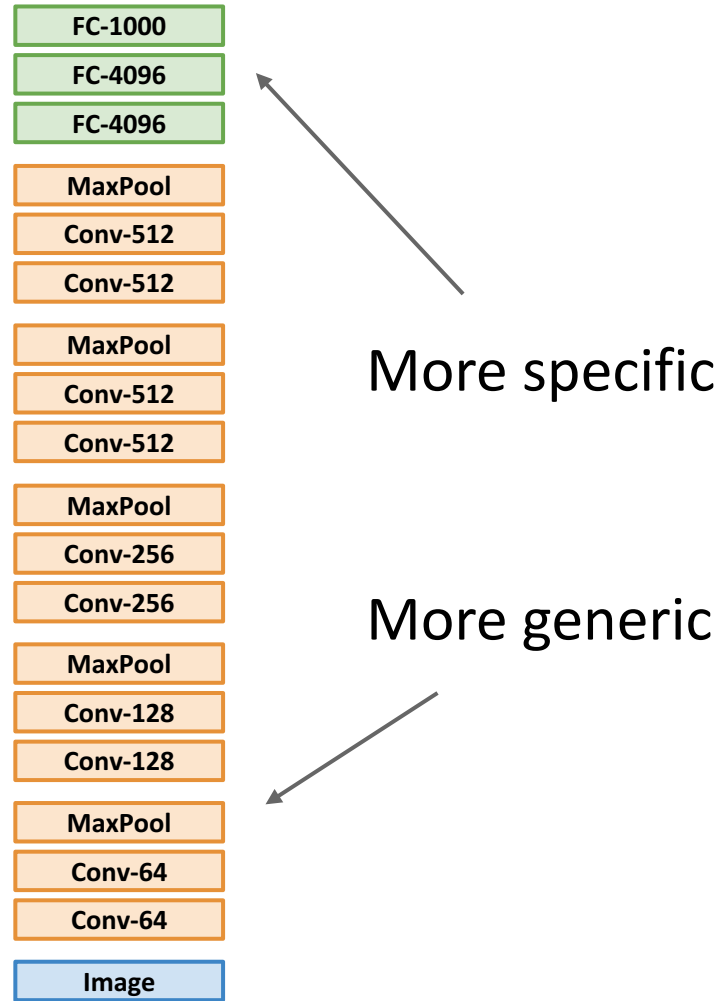 FC-1000
FC-4096
FC-4096
MaxPool
Conv-512
Conv-512
MaxPool
Conv-512
Conv-512
MaxPool
Conv-256
Conv-256
MaxPool
Conv-128
Conv-128
MaxPool
Conv-64
Conv-64
Image
More specific
More generic